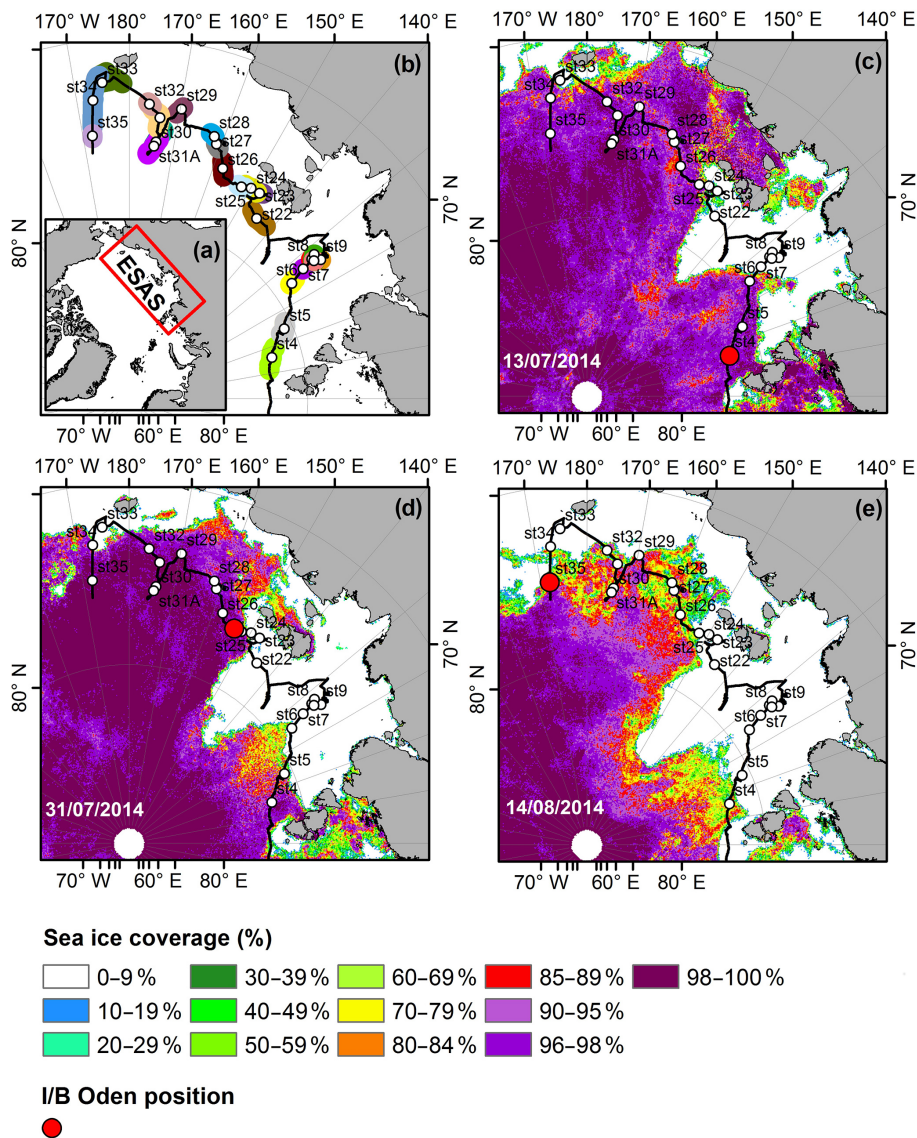 170° W 180° W 170° E 160° E 150° E 140° E
170° W 180° W 170° E 160° E 150° E 140° E
(b)
st33
st34
st32
st29
st35
st30
st28
st27
st31A
st26
st24
st23
st25
st22
st8
st9
st6
st7
st5
st4
(a)
ESAS
80° N
70° N
70° W 60° E 80° E
(c)
st33
st34
st32
st29
st35
st30
st28
st27
st31A
st26
st24
st23
st25
st22
st8
st9
st6
st7
st5
st4
13/07/2014
80° N
70° N
70° W 60° E 80° E
170° W 180° W 170° E 160° E 150° E 140° E
170° W 180° W 170° E 160° E 150° E 140° E
(d)
st33
st34
st32
st29
st35
st30
st28
st27
st31A
st26
st24
st23
st25
st22
st8
st9
st6
st7
st5
st4
31/07/2014
80° N
70° N
70° W 60° E 80° E
(e)
st33
st34
st32
st29
st35
st30
st28
st27
st31A
st26
st24
st23
st25
st22
st8
st9
st6
st7
st5
st4
14/08/2014
80° N
70° N
70° W 60° E 80° E
Sea ice coverage (%)
0–9 % 30–39 % 60–69 % 85–89 % 98–100 %
10–19 % 40–49 % 70–79 % 90–95 %
20–29 % 50–59 % 80–84 % 96–98 %
I/B Oden position